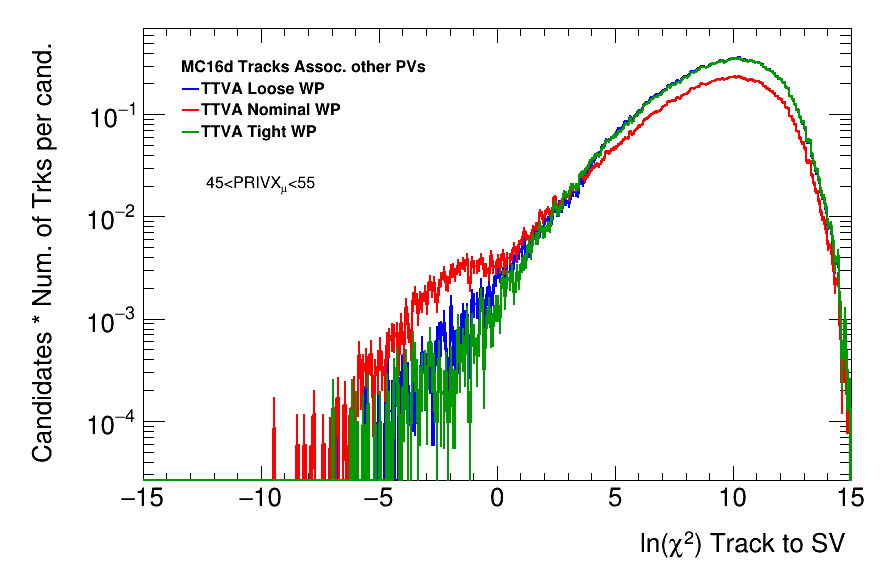 Candidates * Num. of Trks per cand.
MC16d Tracks Assoc. other PVs
TTVA Loose WP
TTVA Nominal WP
TTVA Tight WP
45<PRIVXμ<55
10⁻¹
10⁻²
10⁻³
10⁻⁴
−15 −10 −5 0 5 10 15
ln(χ²) Track to SV